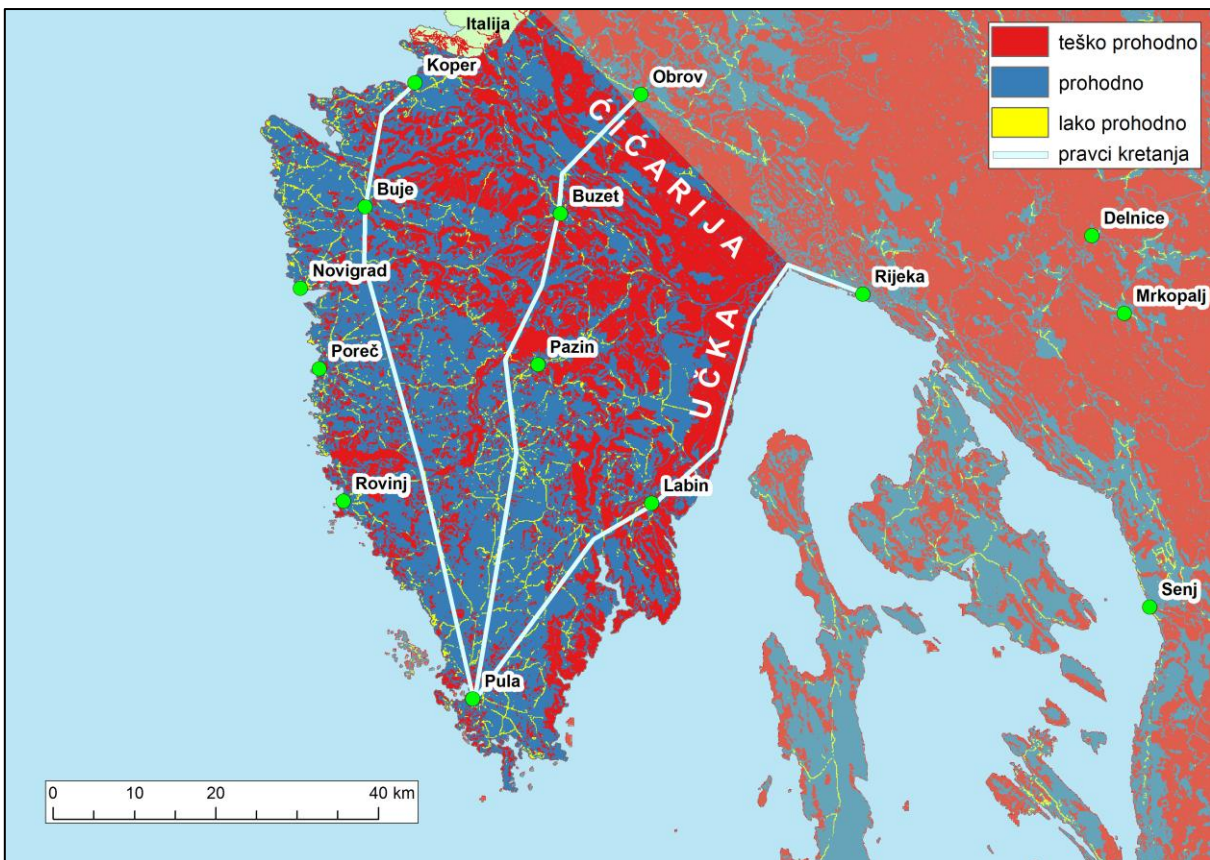 Italija
teško prohodno
prohodno
lako prohodno
pravci kretanja
Koper
Obrov
ĆIĆARIJA
Buje
Buzet
Delnice
Novigrad
Rijeka
Mrkopalj
UČKA
Poreč
Pazin
Rovinj
Labin
Senj
Pula
0 10 20 40 km